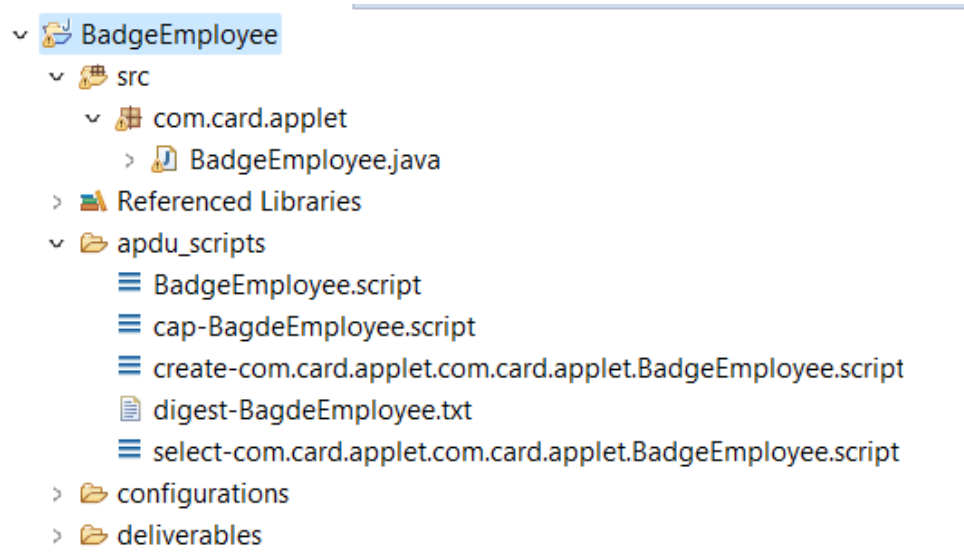 BadgeEmployee
src
com.card.applet
BadgeEmployee.java
Referenced Libraries
apdu_scripts
BadgeEmployee.script
cap-BagdeEmployee.script
create-com.card.applet.com.card.applet.BadgeEmployee.script
digest-BagdeEmployee.txt
select-com.card.applet.com.card.applet.BadgeEmployee.script
configurations
deliverables